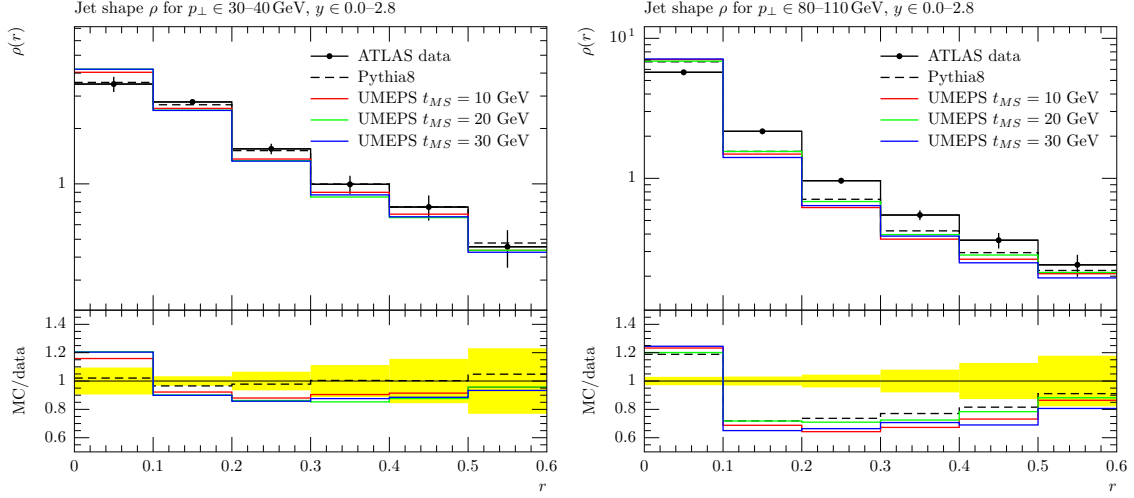 Jet shape ρ for p⊥ ∈ 30–40 GeV, y ∈ 0.0–2.8
ρ(r)
ATLAS data
Pythia8
UMEPS tMS = 10 GeV
UMEPS tMS = 20 GeV
UMEPS tMS = 30 GeV
1
MC/data
1.4
1.2
1
0.8
0.6
0 0.1 0.2 0.3 0.4 0.5 0.6
r
Jet shape ρ for p⊥ ∈ 80–110 GeV, y ∈ 0.0–2.8
ρ(r)
10^1
ATLAS data
Pythia8
UMEPS tMS = 10 GeV
UMEPS tMS = 20 GeV
UMEPS tMS = 30 GeV
1
MC/data
1.4
1.2
1
0.8
0.6
0 0.1 0.2 0.3 0.4 0.5 0.6
r